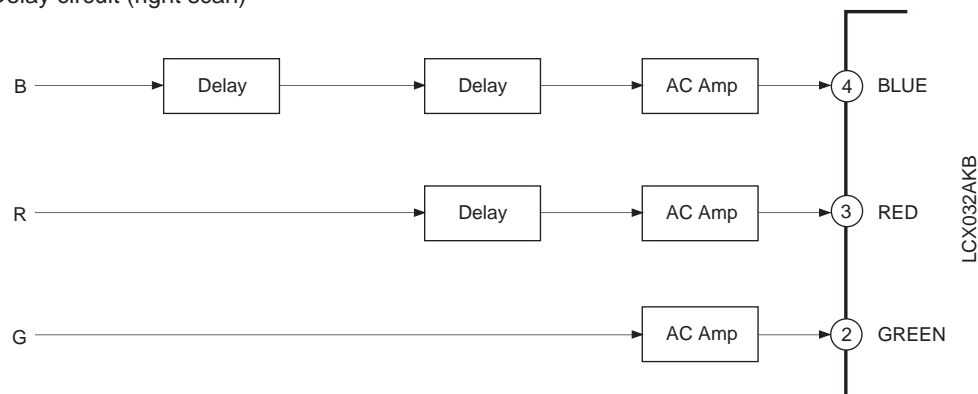 Delay circuit (right scan)
B Delay Delay AC Amp 4 BLUE
R Delay AC Amp 3 RED
G AC Amp 2 GREEN
LCX032AKB